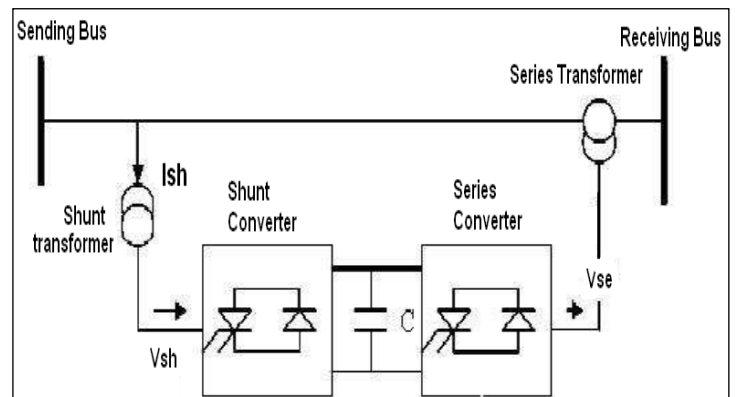 Sending Bus
Receiving Bus
Series Transformer
Ish
Shunt
transformer
Shunt
Converter
Series
Converter
C
Vse
Vsh